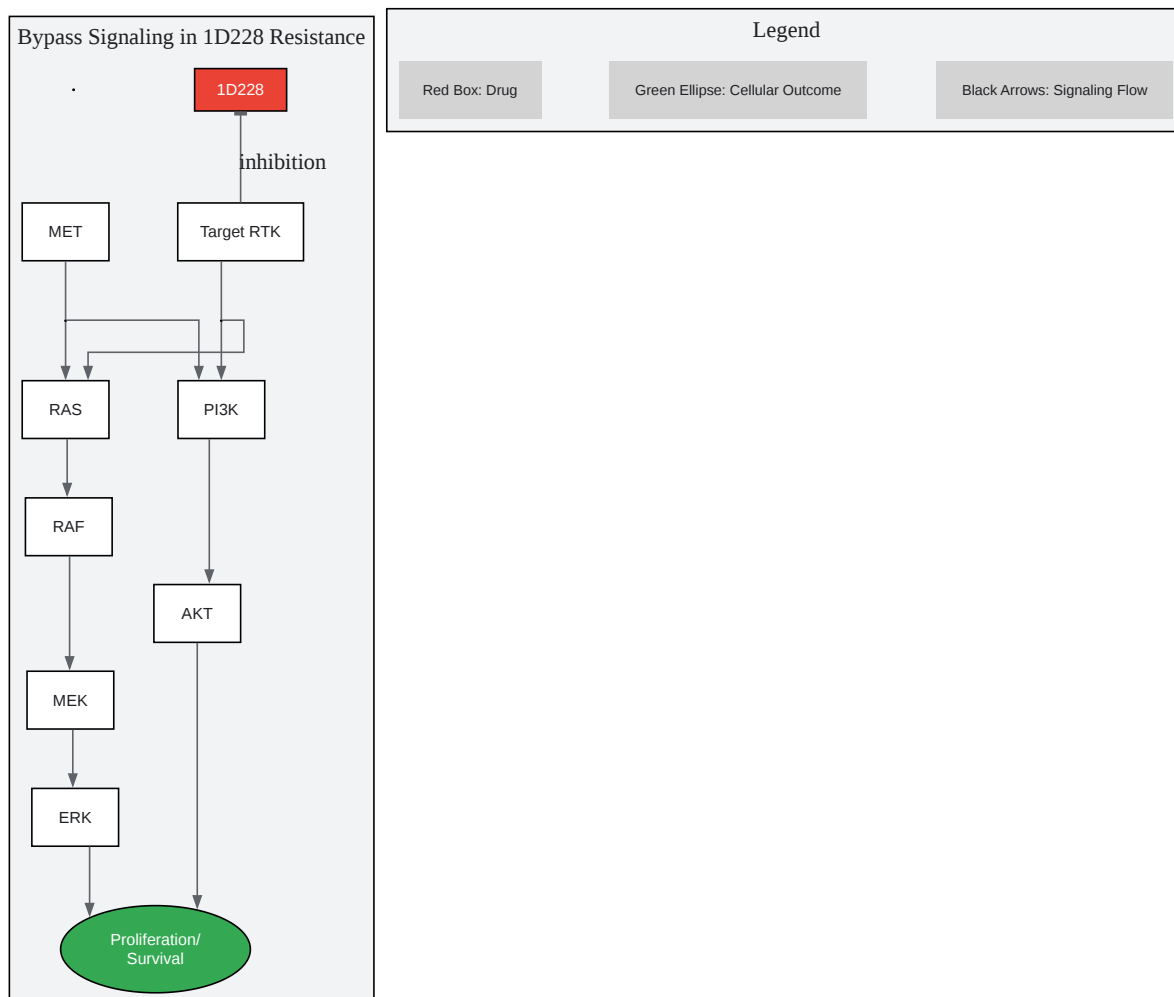 Bypass Signaling in 1D228 Resistance
1D228
inhibition
MET
Target RTK
RAS
PI3K
RAF
AKT
MEK
ERK
Proliferation/
Survival
Legend
Red Box: Drug
Green Ellipse: Cellular Outcome
Black Arrows: Signaling Flow